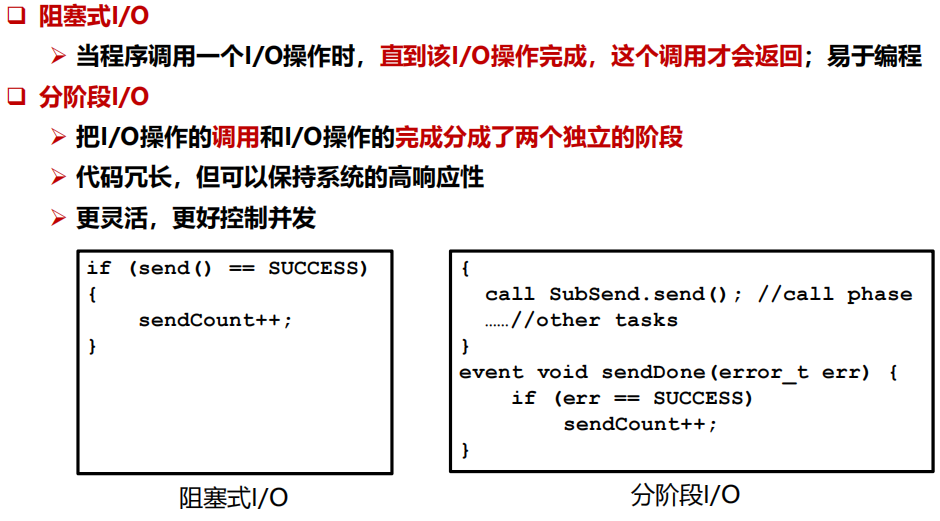 ❑ 阻塞式I/O
➢ 当程序调用一个I/O操作时，直到该I/O操作完成，这个调用才会返回；易于编程
❑ 分阶段I/O
➢ 把I/O操作的调用和I/O操作的完成分成了两个独立的阶段
➢ 代码冗长，但可以保持系统的高响应性
➢ 更灵活，更好控制并发
if (send() == SUCCESS)
{
sendCount++;
}
{
call SubSend.send(); //call phase
……//other tasks
}
event void sendDone(error_t err) {
if (err == SUCCESS)
sendCount++;
}
阻塞式I/O
分阶段I/O